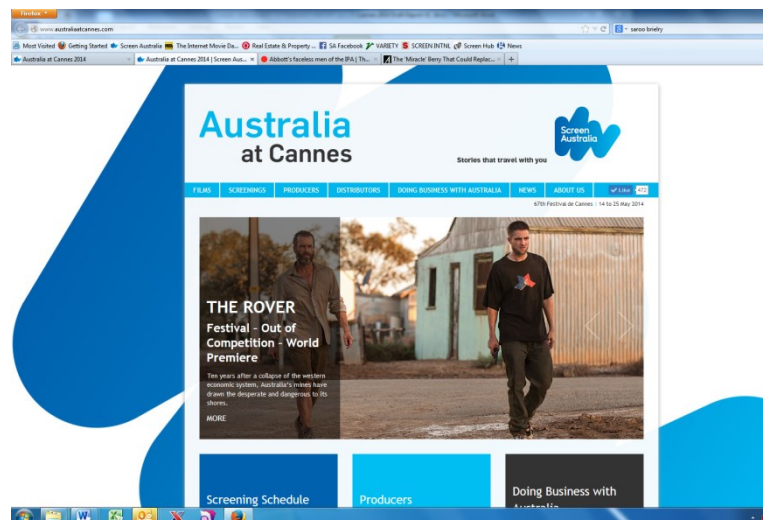 Firefox
www.australiaatcannes.com
saroo brielry
Most Visited Getting Started Screen Australia The Internet Movie Da... Real Estate & Property ... SA Facebook VARIETY SCREEN INTNL Screen Hub News
Australia at Cannes 2014 Australia at Cannes 2014 | Screen Aus... Abbott's faceless men of the IPA | Th... The 'Miracle' Berry That Could Replac...
Australia
at Cannes
Stories that travel with you
Screen
Australia
FILMS SCREENINGS PRODUCERS DISTRIBUTORS DOING BUSINESS WITH AUSTRALIA NEWS ABOUT US Like 472
67th Festival de Cannes | 14 to 25 May 2014
THE ROVER
Festival - Out of
Competition - World
Premiere
Ten years after a collapse of the western
economic system, Australia's mines have
drawn the desperate and dangerous to its
shores.
MORE
Screening Schedule
Producers
Doing Business with
Australia